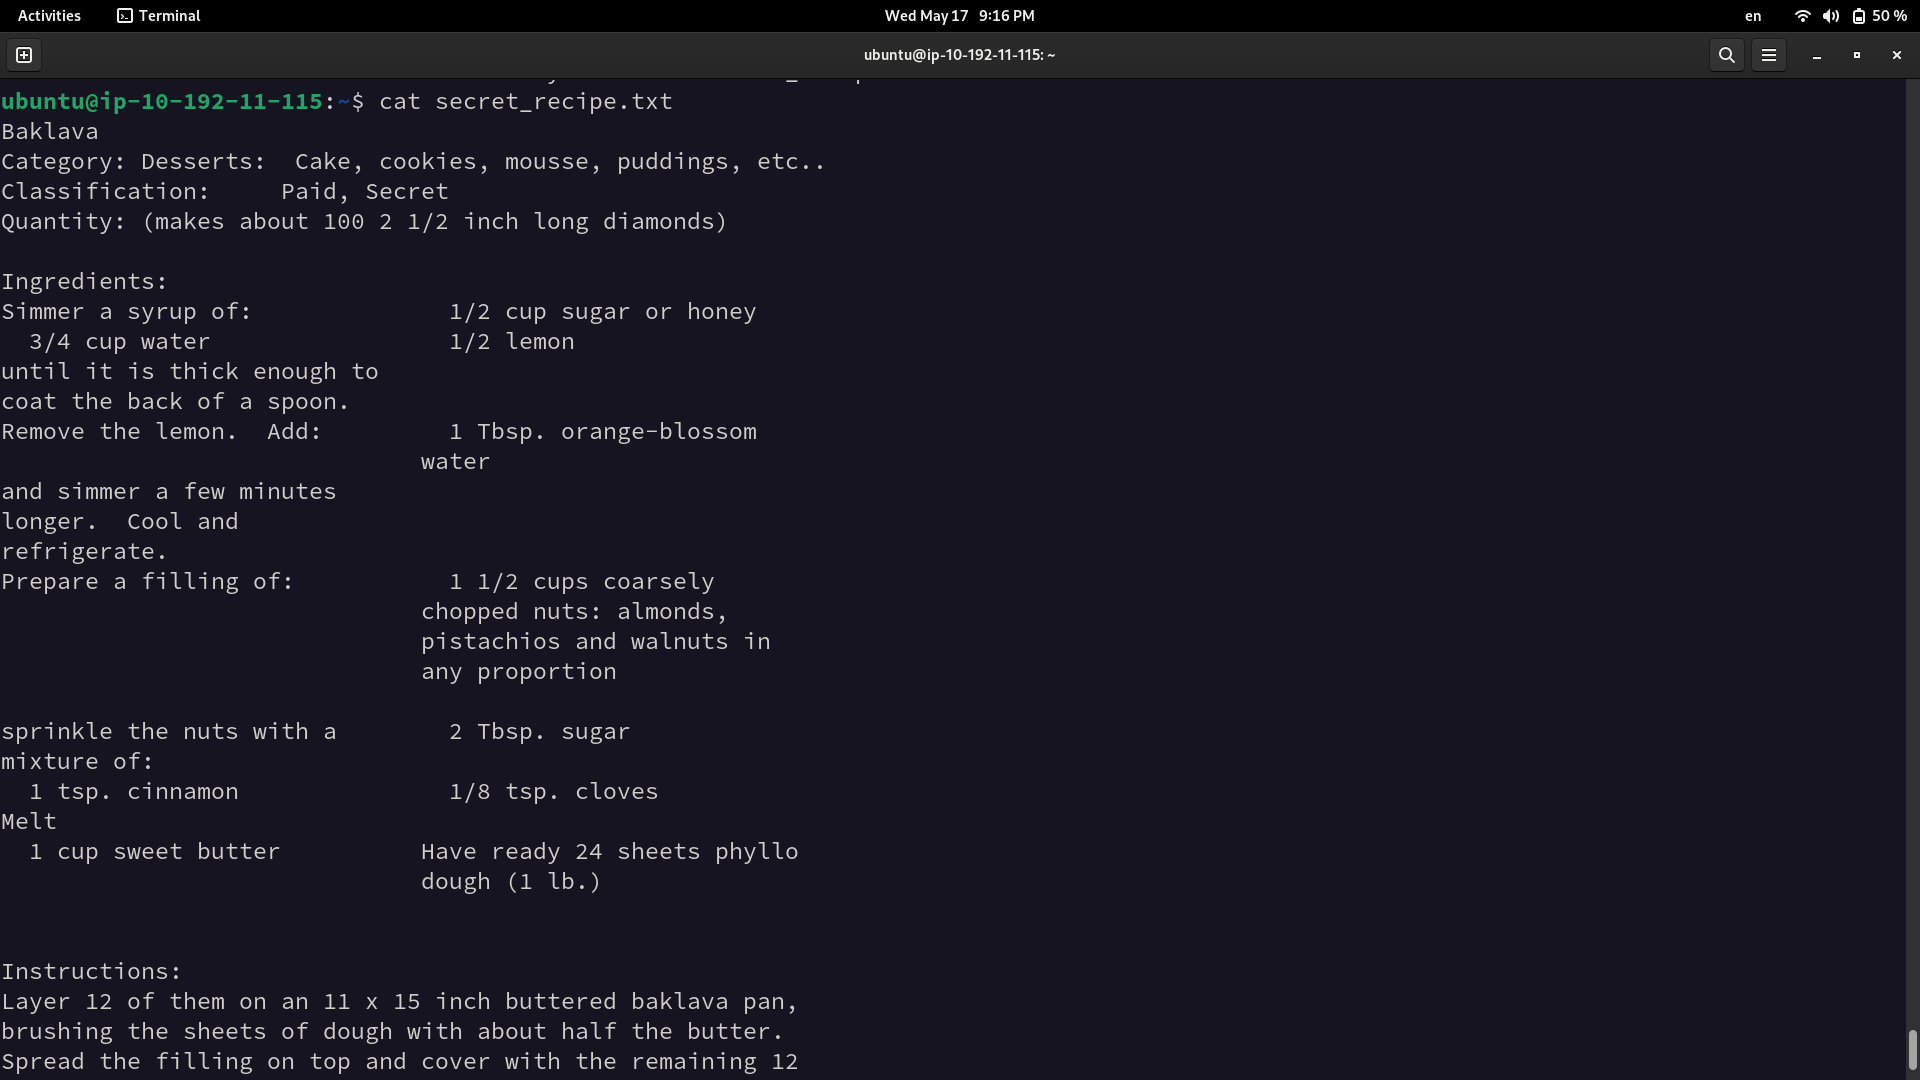 Activities Terminal Wed May 17 9:16 PM en 50 %
ubuntu@ip-10-192-11-115: ~
ubuntu@ip-10-192-11-115:~$ cat secret_recipe.txt
Baklava
Category: Desserts:  Cake, cookies, mousse, puddings, etc..
Classification:     Paid, Secret
Quantity: (makes about 100 2 1/2 inch long diamonds)

Ingredients:
Simmer a syrup of:              1/2 cup sugar or honey
  3/4 cup water                 1/2 lemon
until it is thick enough to
coat the back of a spoon.
Remove the lemon.  Add:         1 Tbsp. orange-blossom
                              water
and simmer a few minutes
longer.  Cool and
refrigerate.
Prepare a filling of:           1 1/2 cups coarsely
                              chopped nuts: almonds,
                              pistachios and walnuts in
                              any proportion

sprinkle the nuts with a        2 Tbsp. sugar
mixture of:
  1 tsp. cinnamon               1/8 tsp. cloves
Melt
  1 cup sweet butter          Have ready 24 sheets phyllo
                              dough (1 lb.)

Instructions:
Layer 12 of them on an 11 x 15 inch buttered baklava pan,
brushing the sheets of dough with about half the butter.
Spread the filling on top and cover with the remaining 12